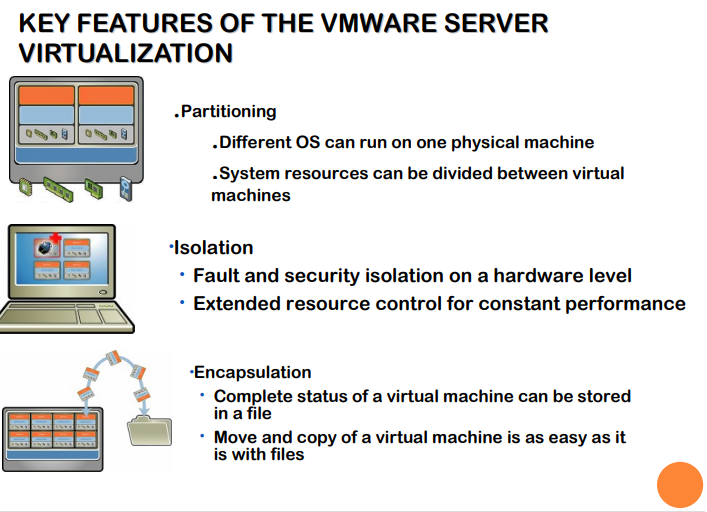 KEY FEATURES OF THE VMWARE SERVER
VIRTUALIZATION
.Partitioning
.Different OS can run on one physical machine
.System resources can be divided between virtual
machines
•Isolation
• Fault and security isolation on a hardware level
• Extended resource control for constant performance
•Encapsulation
• Complete status of a virtual machine can be stored
in a file
• Move and copy of a virtual machine is as easy as it
is with files